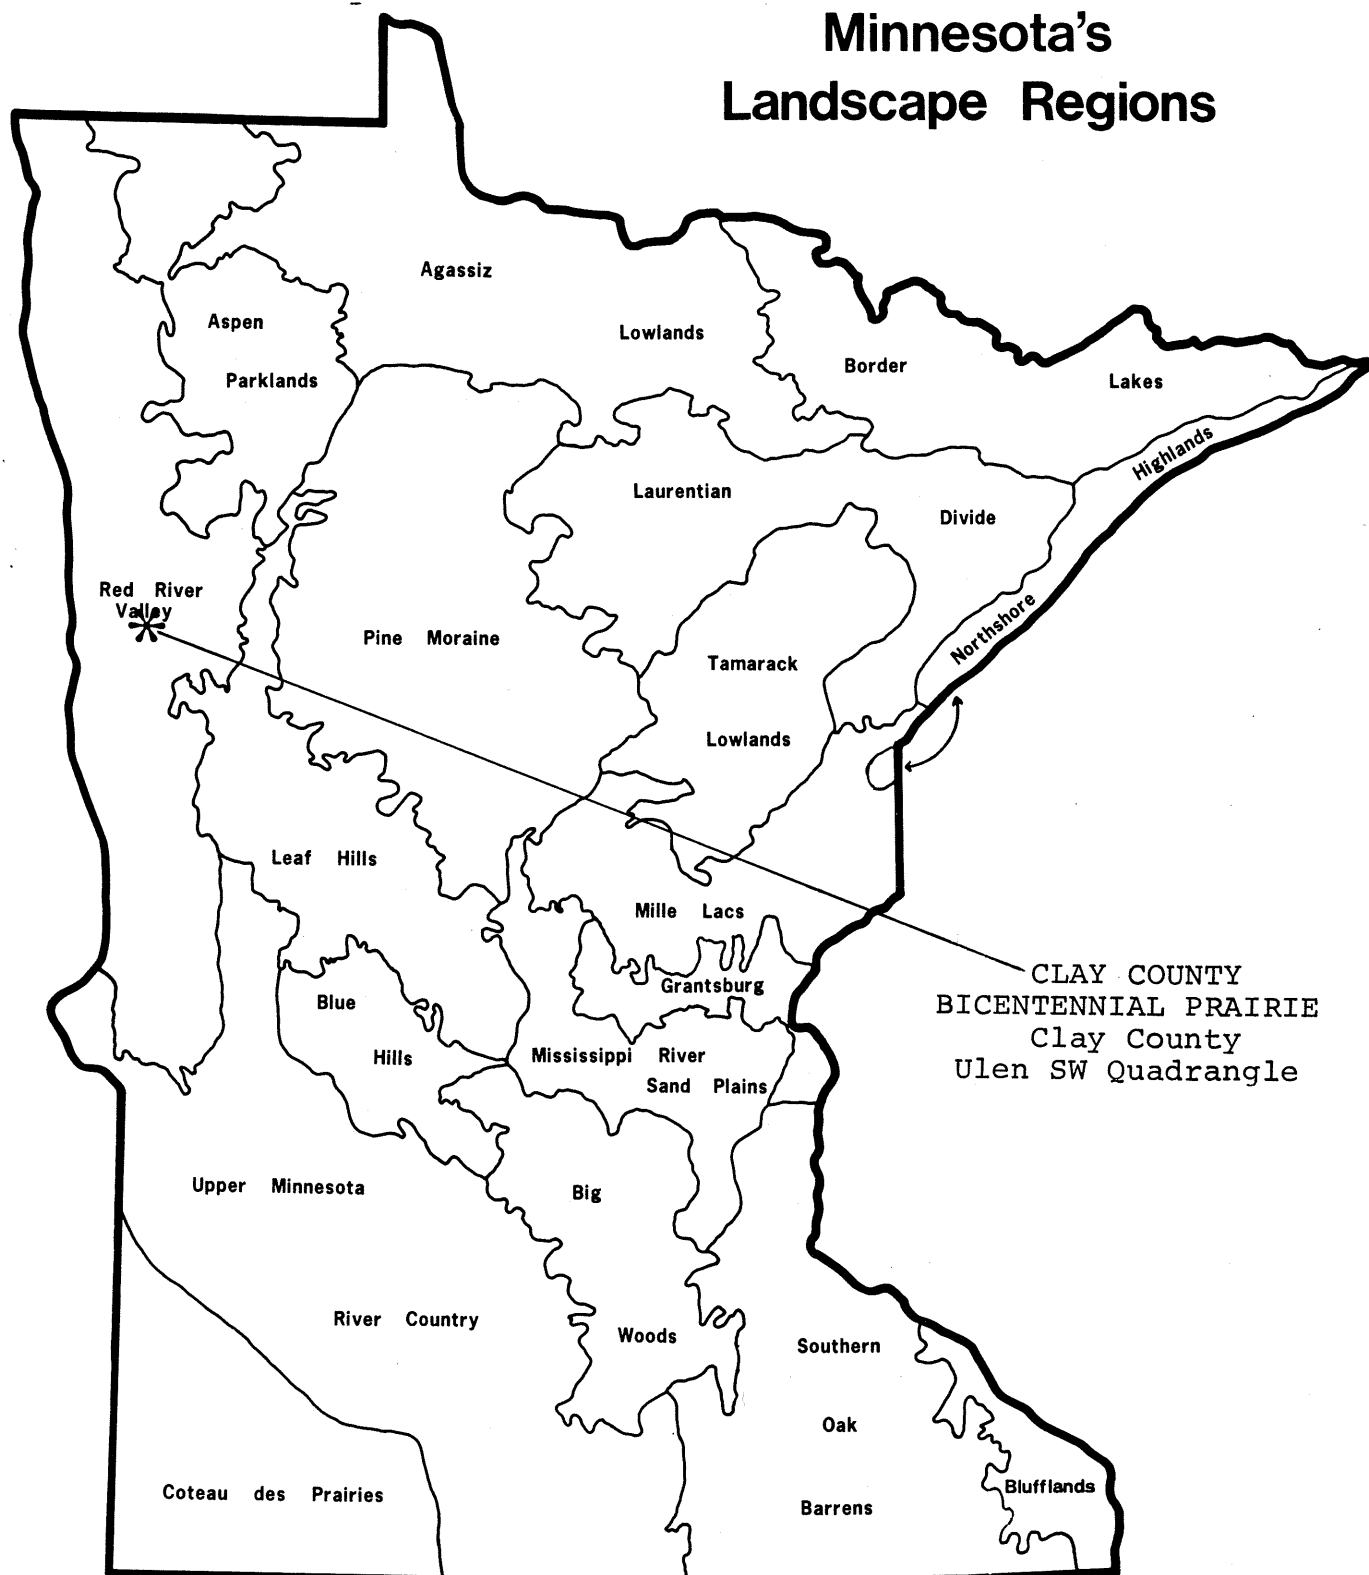 Minnesota's
Landscape Regions
Agassiz
Lowlands
Aspen
Parklands
Border
Lakes
Highlands
Laurentian
Divide
Red River
Valley
Pine Moraine
Northshore
Tamarack
Lowlands
Leaf Hills
Mille Lacs
Grantsburg
CLAY COUNTY
BICENTENNIAL PRAIRIE
Clay County
Ulen SW Quadrangle
Blue
Hills
Mississippi River
Sand Plains
Upper Minnesota
River Country
Big
Woods
Southern
Oak
Barrens
Blufflands
Coteau des Prairies